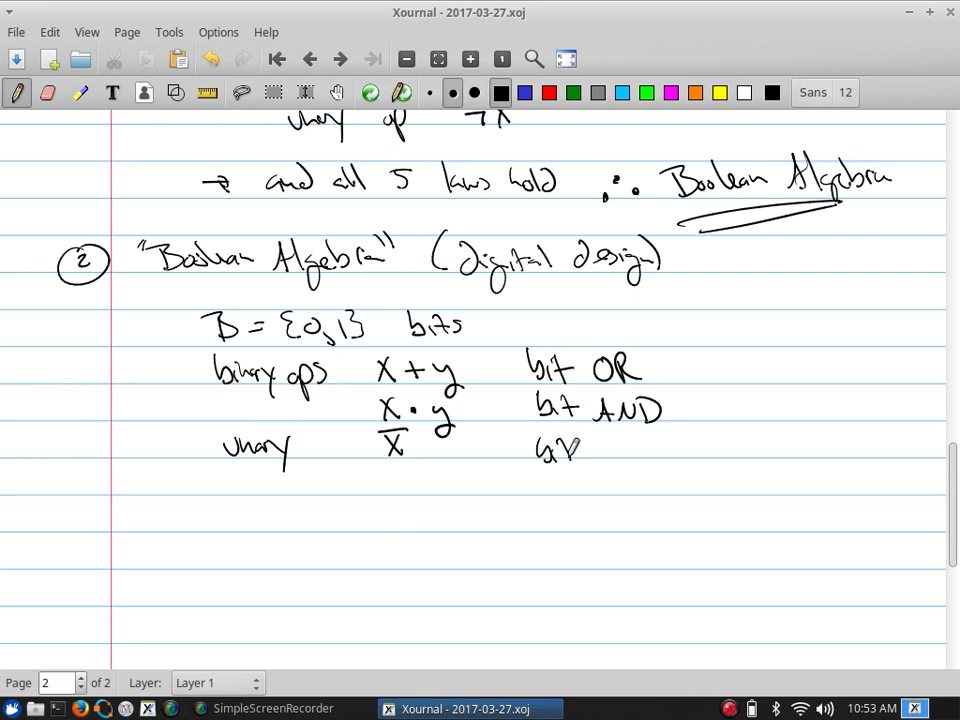 Xournal - 2017-03-27.xoj
File Edit View Page Tools Options Help
Sans 12
unary op ¬X
→ and all 5 laws hold ∴ Boolean Algebra
② "Boolean Algebra" (digital design)
B = {0,1} bits
binary ops X + y bit OR
X • y bit AND
unary X̅ bit
Page 2 of 2 Layer: Layer 1
SimpleScreenRecorder Xournal - 2017-03-27.xoj 10:53 AM